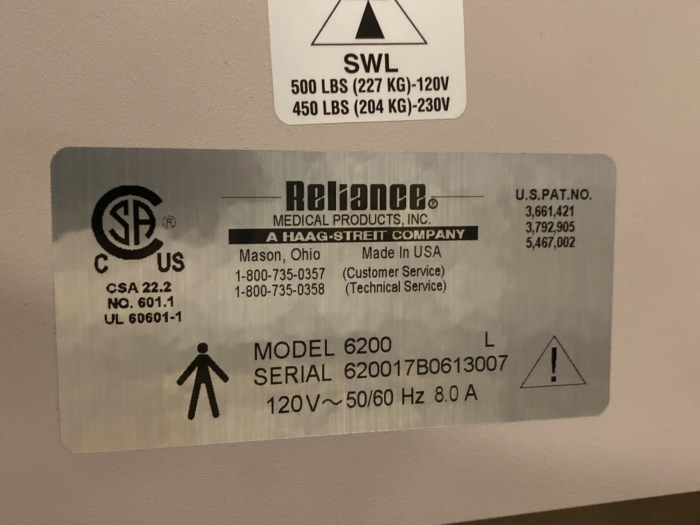 SWL
500 LBS (227 KG)-120V
450 LBS (204 KG)-230V
Reliance®
MEDICAL PRODUCTS, INC.
A HAAG-STREIT COMPANY
Mason, Ohio Made In USA
1-800-735-0357 (Customer Service)
1-800-735-0358 (Technical Service)
U.S.PAT.NO.
3,661,421
3,792,905
5,467,002
CSA ®
C US
CSA 22.2
NO. 601.1
UL 60601-1
MODEL 6200 L
SERIAL 620017B0613007
120V~50/60 Hz 8.0 A
!